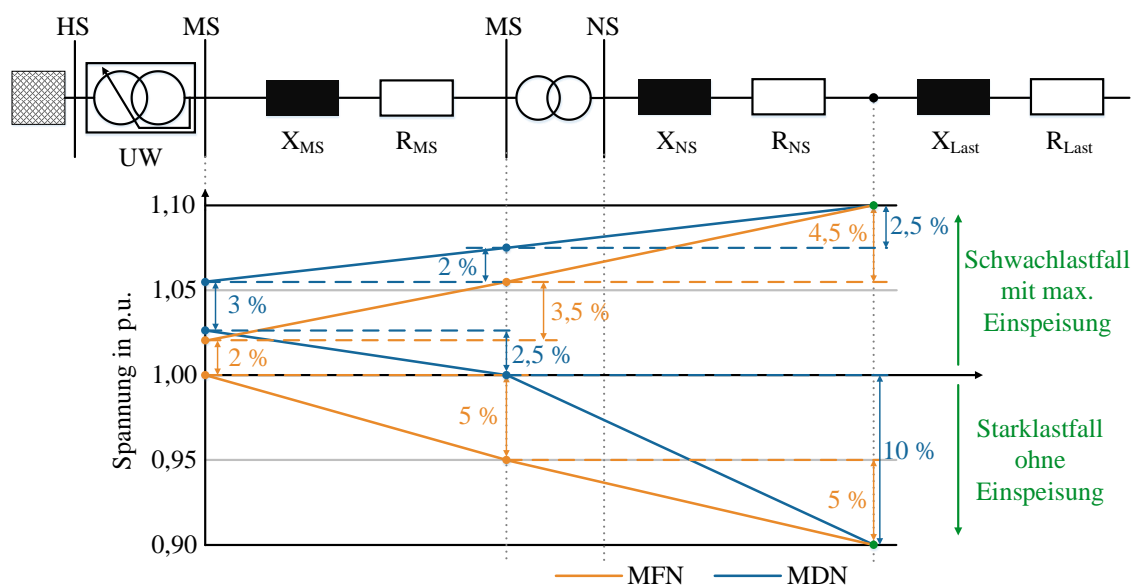 HS
MS
MS
NS
UW
X_MS
R_MS
X_NS
R_NS
X_Last
R_Last
Spannung in p.u.
1,10
1,05
1,00
0,95
0,90
3 %
2 %
2 %
3,5 %
2,5 %
5 %
4,5 %
2,5 %
10 %
5 %
Schwachlastfall
mit max.
Einspeisung
Starklastfall
ohne
Einspeisung
MFN
MDN